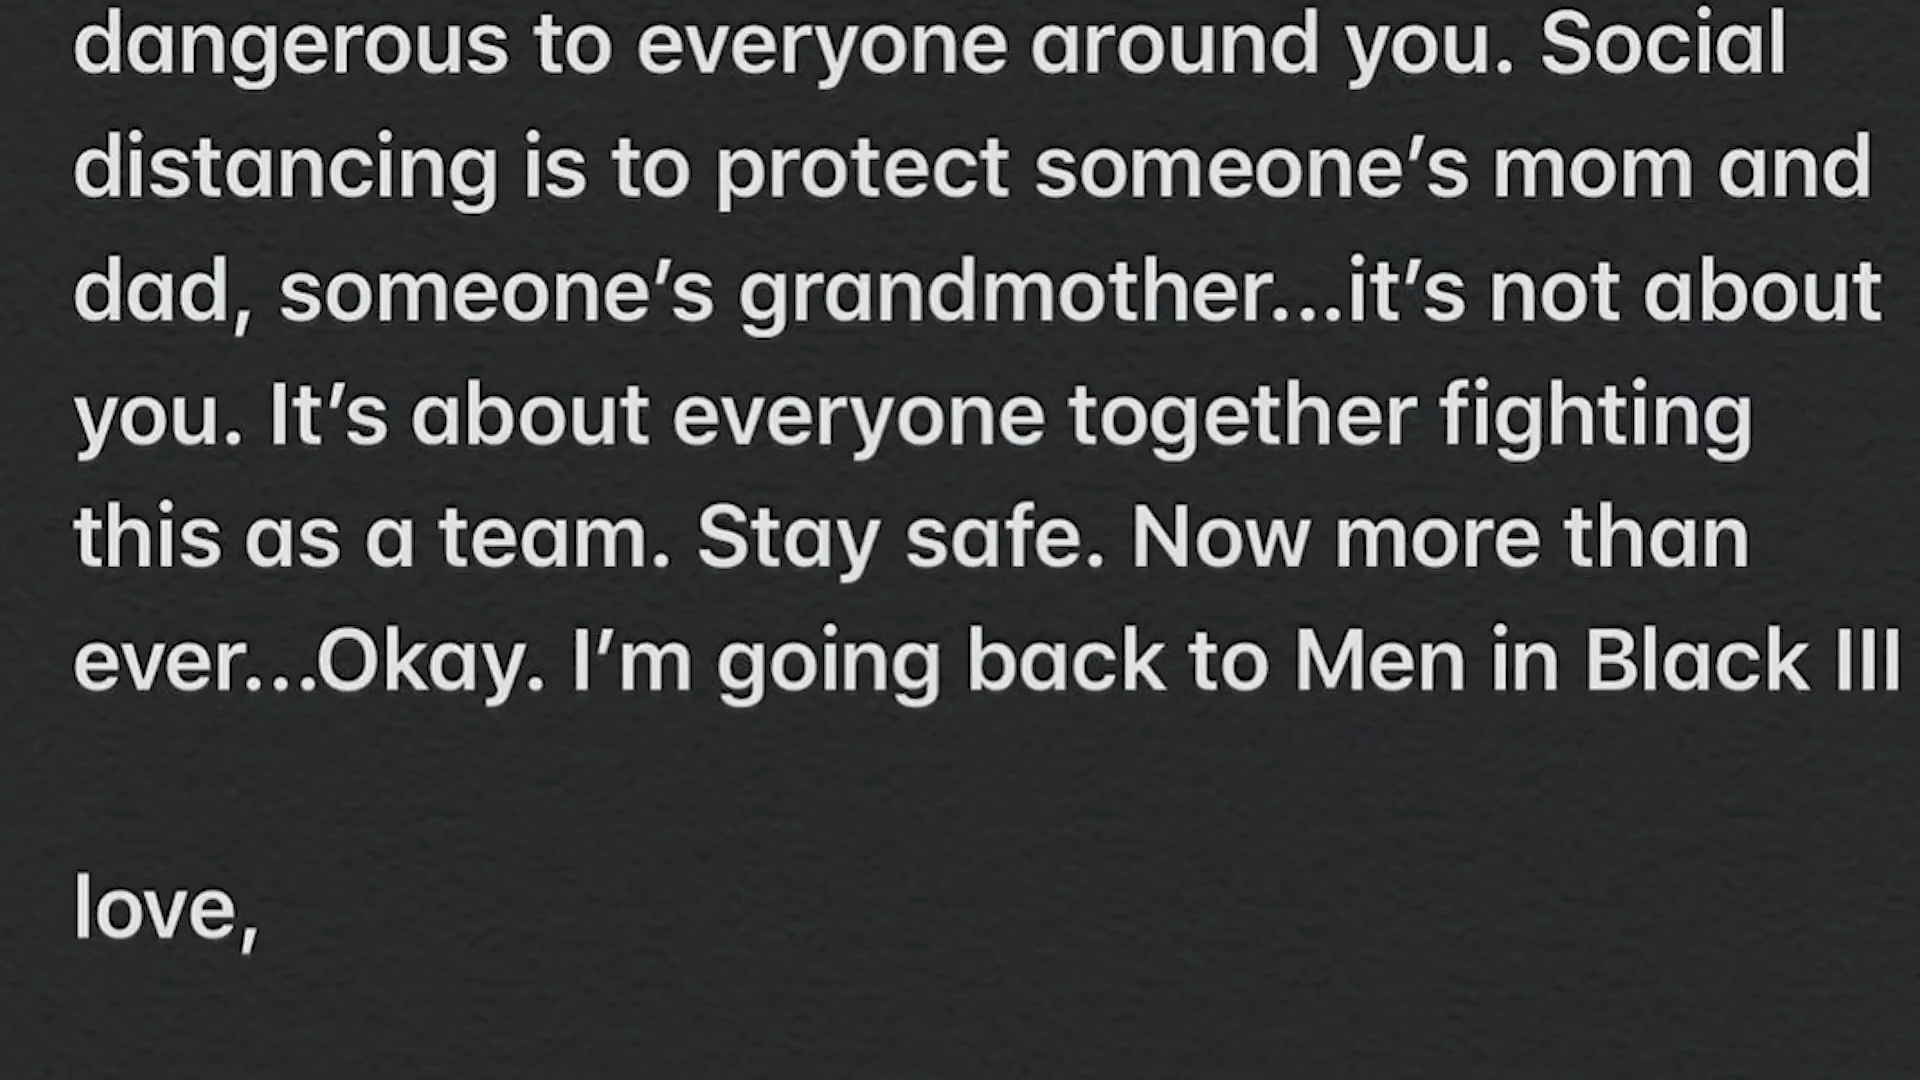 dangerous to everyone around you. Social
distancing is to protect someone’s mom and
dad, someone’s grandmother...it’s not about
you. It’s about everyone together fighting
this as a team. Stay safe. Now more than
ever...Okay. I’m going back to Men in Black III
love,